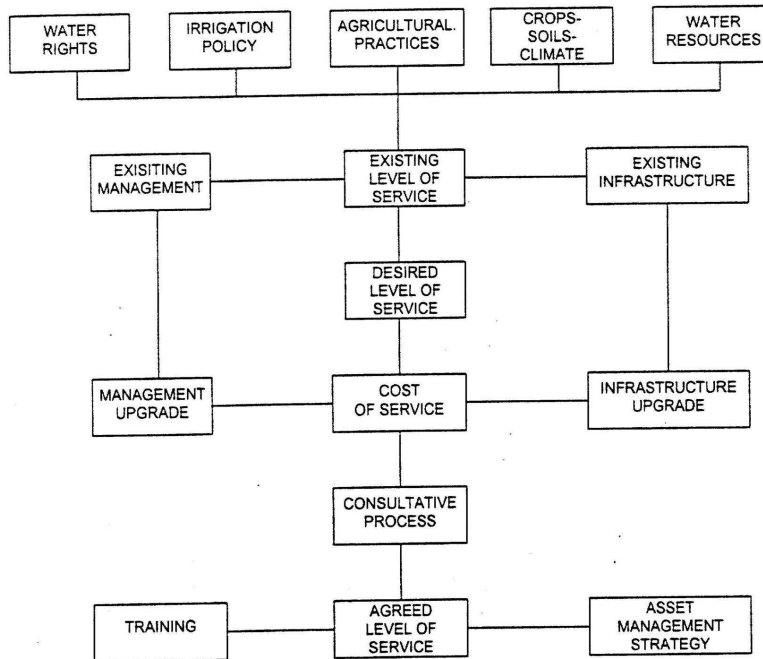 WATER
RIGHTS
IRRIGATION
POLICY
AGRICULTURAL.
PRACTICES
CROPS-
SOILS-
CLIMATE
WATER
RESOURCES
EXISITING
MANAGEMENT
EXISTING
LEVEL OF
SERVICE
EXISTING
INFRASTRUCTURE
DESIRED
LEVEL OF
SERVICE
MANAGEMENT
UPGRADE
COST
OF SERVICE
INFRASTRUCTURE
UPGRADE
CONSULTATIVE
PROCESS
TRAINING
AGREED
LEVEL OF
SERVICE
ASSET
MANAGEMENT
STRATEGY